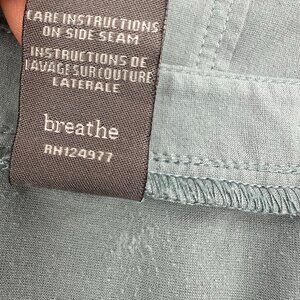 CARE INSTRUCTIONS
ON SIDE SEAM
INSTRUCTIONS DE
LAVAGE SUR COUTURE
LATERALE
breathe
RN124977